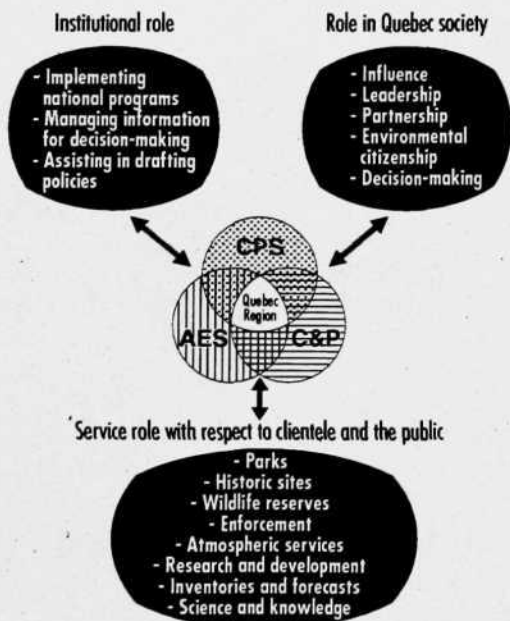 Institutional role
- Implementing
national programs
- Managing information
for decision-making
- Assisting in drafting
policies
Role in Quebec society
- Influence
- Leadership
- Partnership
- Environmental
citizenship
- Decision-making
CPS
Quebec
Region
AES
C&P
Service role with respect to clientele and the public
- Parks
- Historic sites
- Wildlife reserves
- Enforcement
- Atmospheric services
- Research and development
- Inventories and forecasts
- Science and knowledge